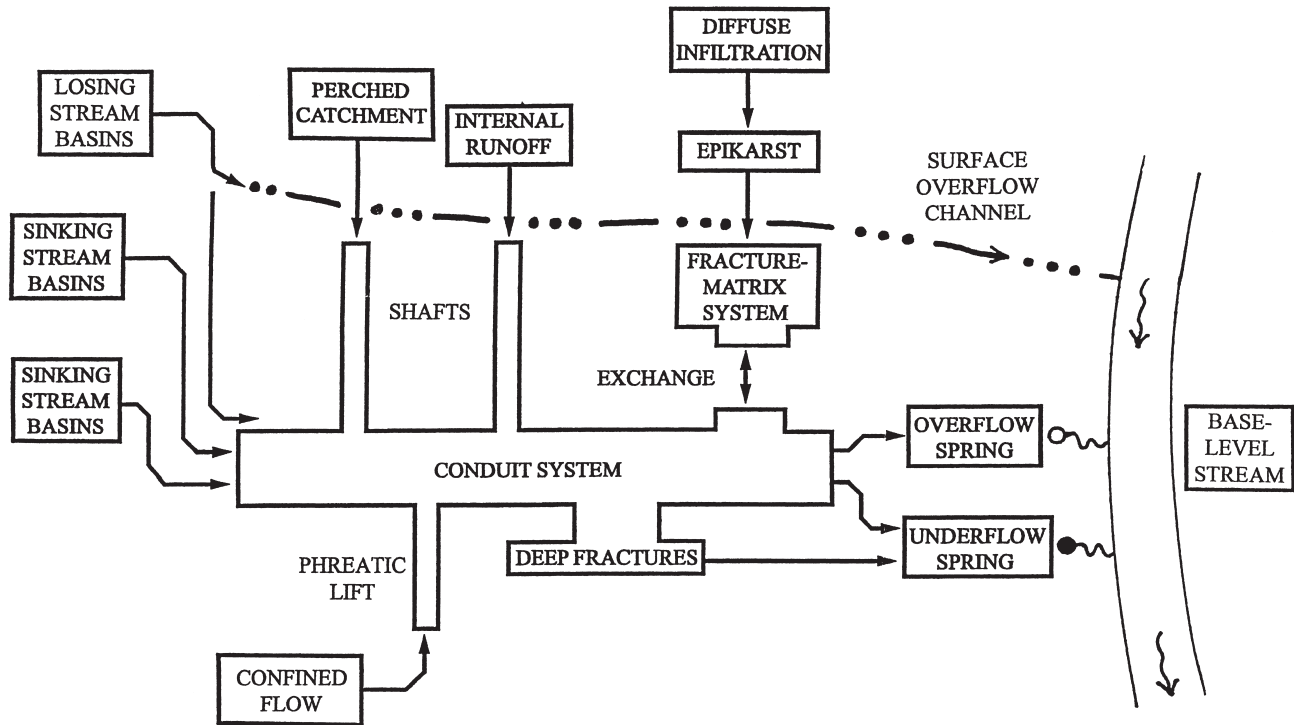 DIFFUSE
INFILTRATION
LOSING
STREAM
BASINS
PERCHED
CATCHMENT
INTERNAL
RUNOFF
EPIKARST
SURFACE
OVERFLOW
CHANNEL
SINKING
STREAM
BASINS
FRACTURE-
MATRIX
SYSTEM
SHAFTS
EXCHANGE
SINKING
STREAM
BASINS
OVERFLOW
SPRING
BASE-
LEVEL
STREAM
CONDUIT SYSTEM
UNDERFLOW
SPRING
DEEP FRACTURES
PHREATIC
LIFT
CONFINED
FLOW